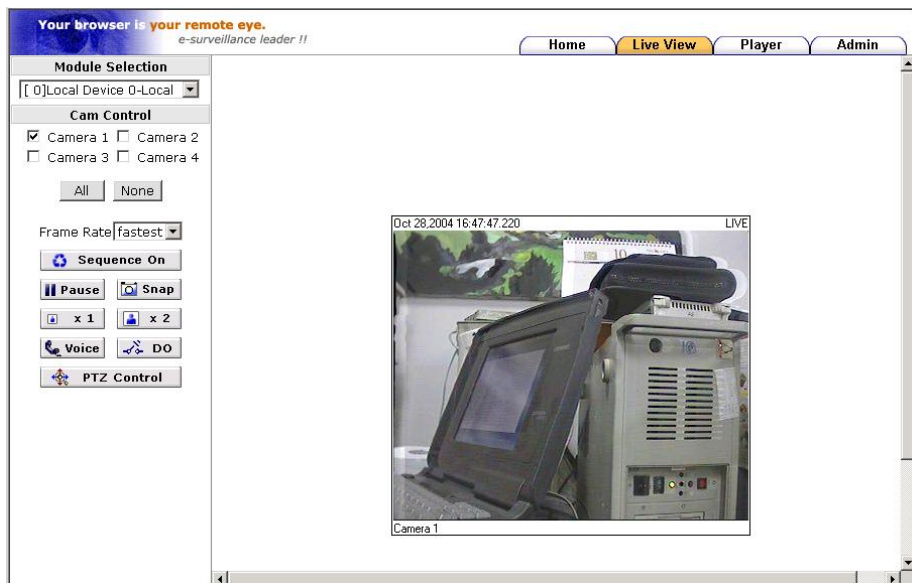 Your browser is your remote eye.
e-surveillance leader !!
Home
Live View
Player
Admin
Module Selection
[ 0]Local Device 0-Local
Cam Control
Camera 1
Camera 2
Camera 3
Camera 4
All
None
Frame Rate fastest
Sequence On
Pause
Snap
x 1
x 2
Voice
DO
PTZ Control
Oct 28,2004 16:47:47.220
LIVE
10
Camera 1